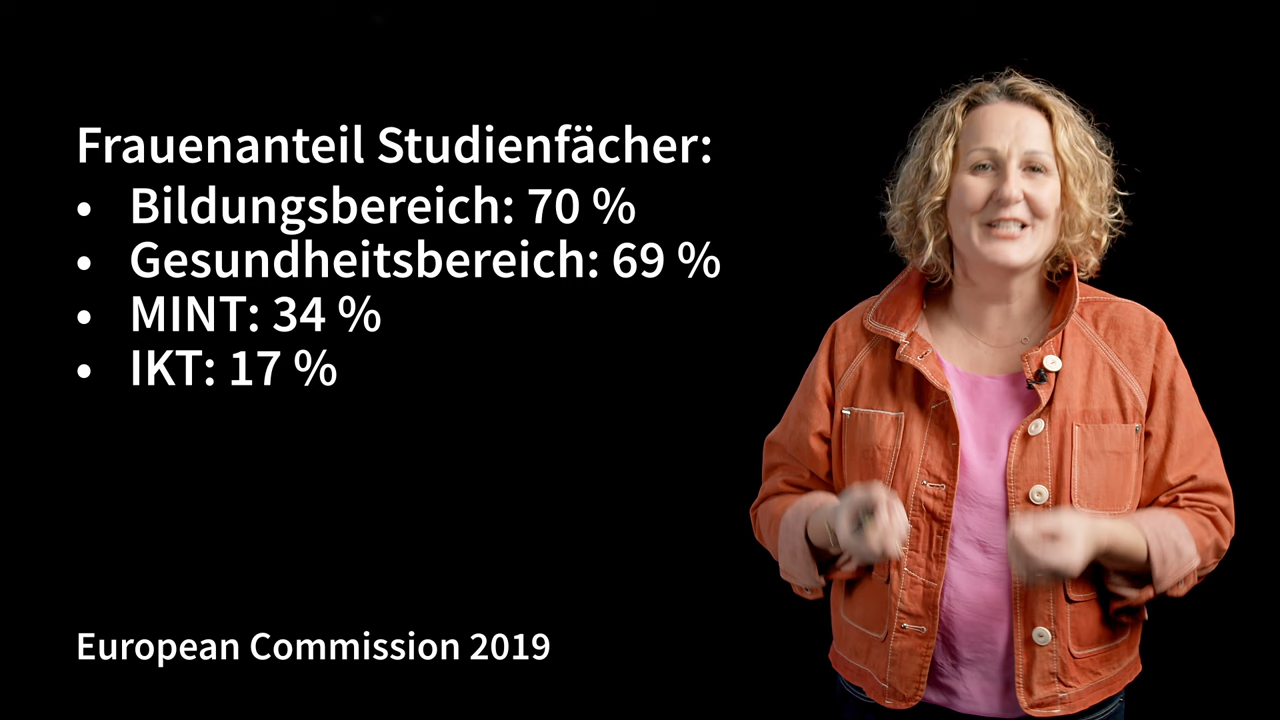 Frauenanteil Studienfächer:
• Bildungsbereich: 70 %
• Gesundheitsbereich: 69 %
• MINT: 34 %
• IKT: 17 %
European Commission 2019